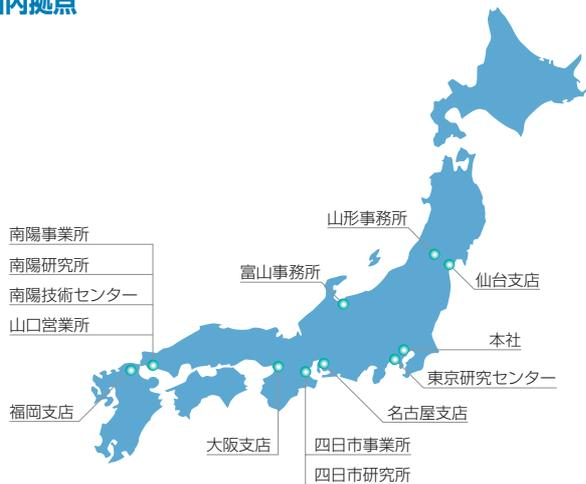 内拠点
山形事務所
南陽事業所
南陽研究所
富山事務所
仙台支店
南陽技術センター
山口営業所
本社
東京研究センター
福岡支店
名古屋支店
大阪支店
四日市事業所
四日市研究所